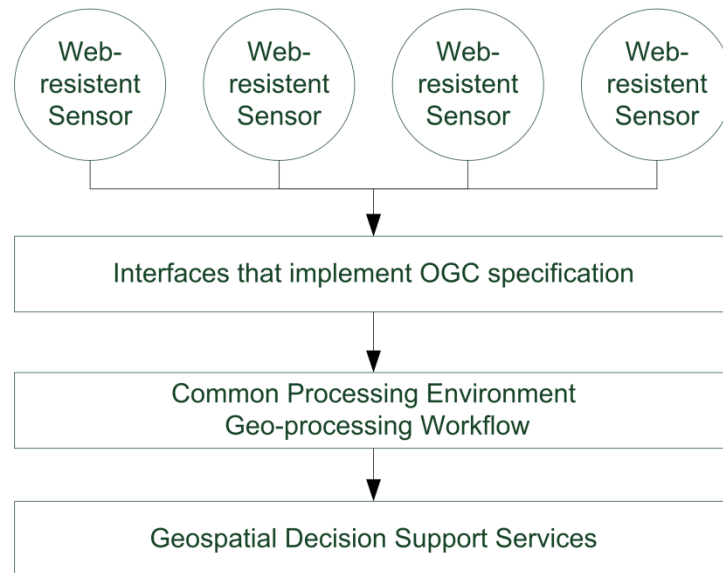 Web-
resistent
Sensor
Web-
resistent
Sensor
Web-
resistent
Sensor
Web-
resistent
Sensor
Interfaces that implement OGC specification
Common Processing Environment
Geo-processing Workflow
Geospatial Decision Support Services